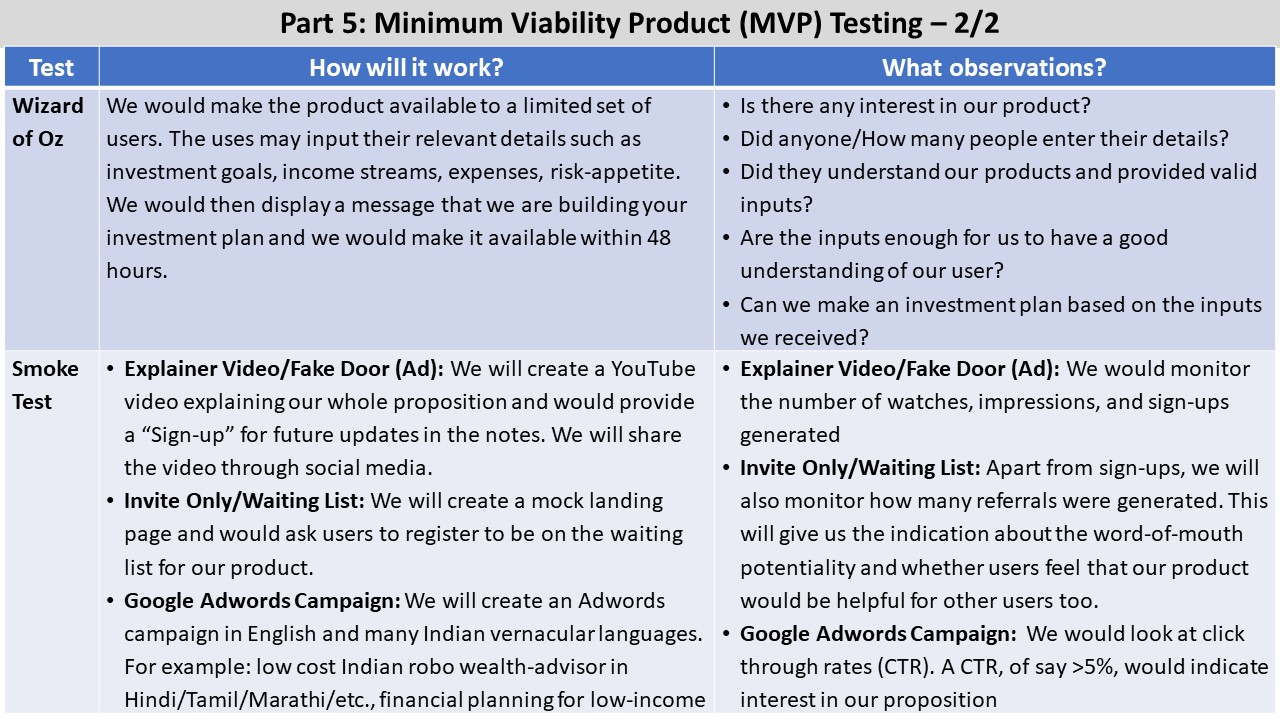 Part 5: Minimum Viability Product (MVP) Testing – 2/2
Test
How will it work?
What observations?
Wizard
of Oz
We would make the product available to a limited set of
users. The uses may input their relevant details such as
investment goals, income streams, expenses, risk-appetite.
We would then display a message that we are building your
investment plan and we would make it available within 48
hours.
• Is there any interest in our product?
• Did anyone/How many people enter their details?
• Did they understand our products and provided valid
inputs?
• Are the inputs enough for us to have a good
understanding of our user?
• Can we make an investment plan based on the inputs
we received?
Smoke
Test
• Explainer Video/Fake Door (Ad): We will create a YouTube
video explaining our whole proposition and would provide
a “Sign-up” for future updates in the notes. We will share
the video through social media.
• Invite Only/Waiting List: We will create a mock landing
page and would ask users to register to be on the waiting
list for our product.
• Google Adwords Campaign: We will create an Adwords
campaign in English and many Indian vernacular languages.
For example: low cost Indian robo wealth-advisor in
Hindi/Tamil/Marathi/etc., financial planning for low-income
• Explainer Video/Fake Door (Ad): We would monitor
the number of watches, impressions, and sign-ups
generated
• Invite Only/Waiting List: Apart from sign-ups, we will
also monitor how many referrals were generated. This
will give us the indication about the word-of-mouth
potentiality and whether users feel that our product
would be helpful for other users too.
• Google Adwords Campaign: We would look at click
through rates (CTR). A CTR, of say >5%, would indicate
interest in our proposition